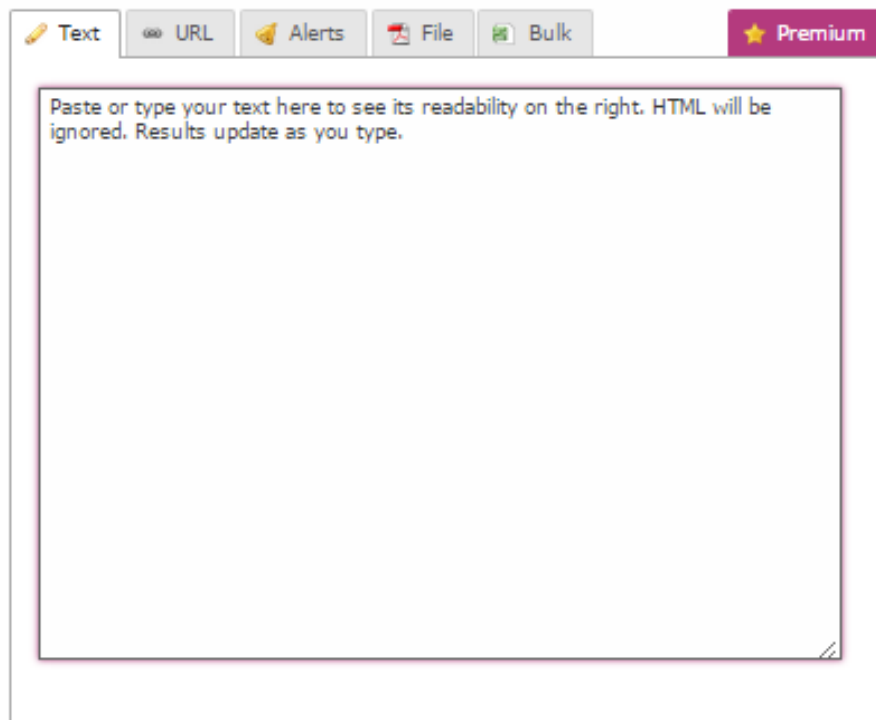 Text URL Alerts File Bulk Premium
Paste or type your text here to see its readability on the right. HTML will be
ignored. Results update as you type.